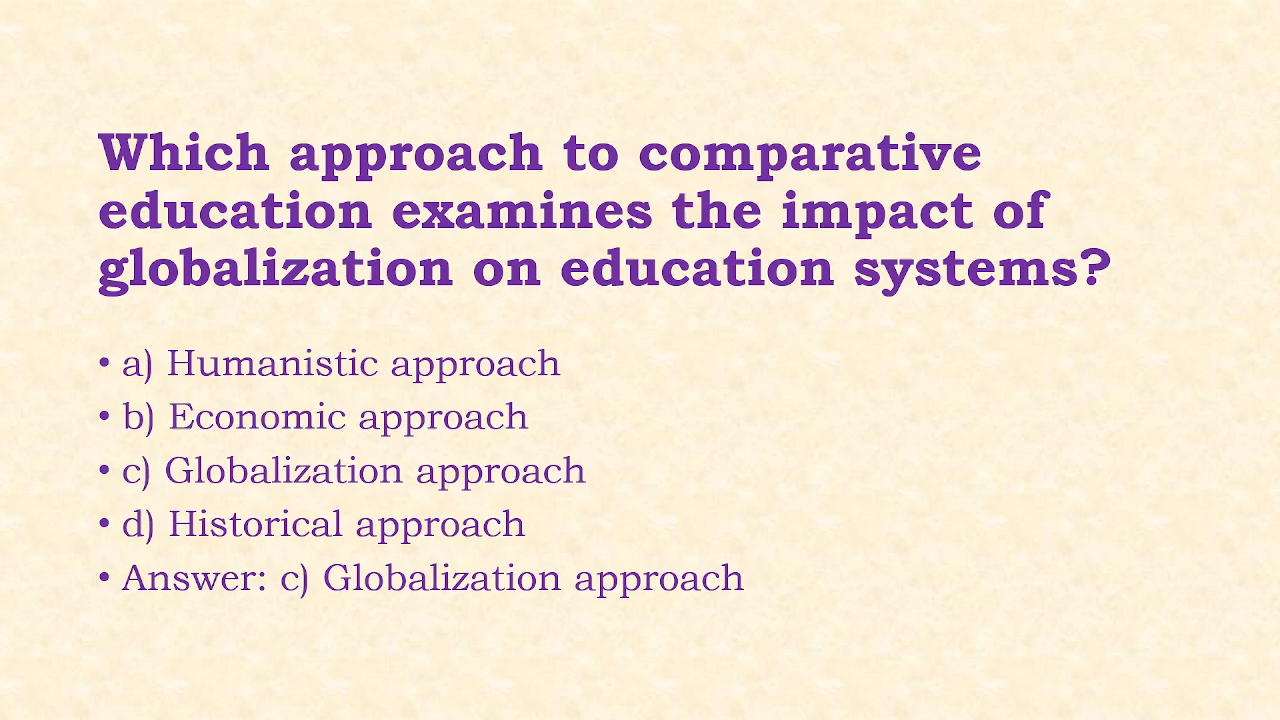 Which approach to comparative
education examines the impact of
globalization on education systems?
• a) Humanistic approach
• b) Economic approach
• c) Globalization approach
• d) Historical approach
• Answer: c) Globalization approach